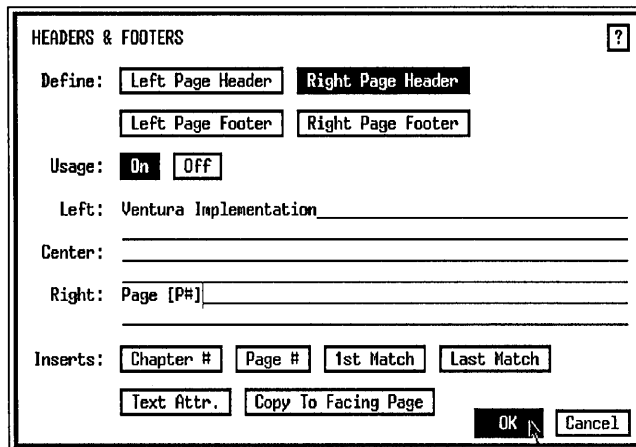 HEADERS & FOOTERS ?
Define: Left Page Header Right Page Header
Left Page Footer Right Page Footer
Usage: On Off
Left: Ventura Implementation
Center:
Right: Page [P#]
Inserts: Chapter # Page # 1st Match Last Match
Text Attr. Copy To Facing Page
OK Cancel